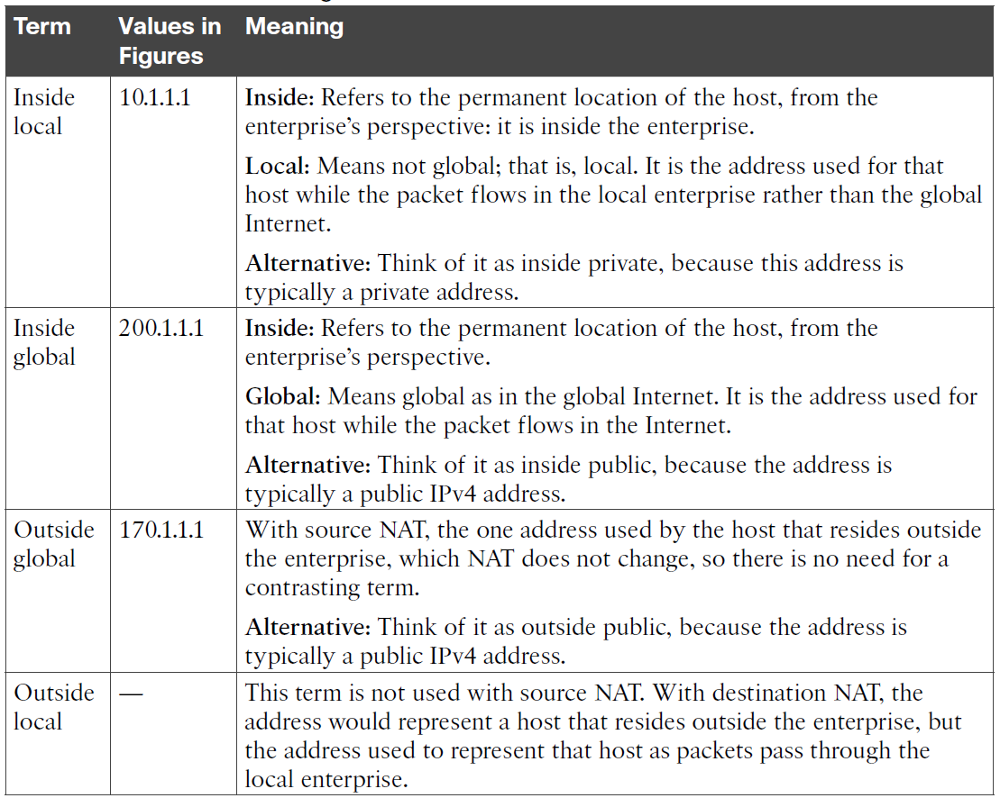 Term
Values in
Figures
Meaning
Inside
local
10.1.1.1
Inside: Refers to the permanent location of the host, from the
enterprise’s perspective: it is inside the enterprise.
Local: Means not global; that is, local. It is the address used for that
host while the packet flows in the local enterprise rather than the global
Internet.
Alternative: Think of it as inside private, because this address is
typically a private address.
Inside
global
200.1.1.1
Inside: Refers to the permanent location of the host, from the
enterprise’s perspective.
Global: Means global as in the global Internet. It is the address used for
that host while the packet flows in the Internet.
Alternative: Think of it as inside public, because the address is
typically a public IPv4 address.
Outside
global
170.1.1.1
With source NAT, the one address used by the host that resides outside
the enterprise, which NAT does not change, so there is no need for a
contrasting term.
Alternative: Think of it as outside public, because the address is
typically a public IPv4 address.
Outside
local
—
This term is not used with source NAT. With destination NAT, the
address would represent a host that resides outside the enterprise, but
the address used to represent that host as packets pass through the
local enterprise.